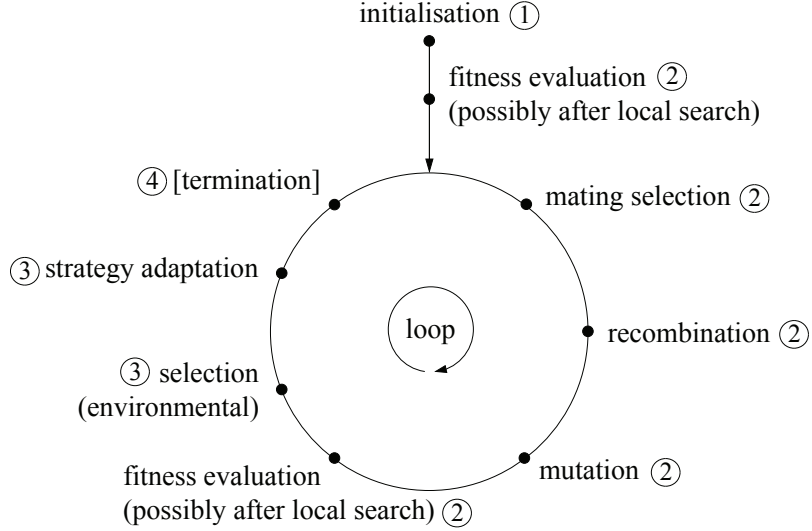 initialisation ①
fitness evaluation ②
(possibly after local search)
④ [termination]
mating selection ②
③ strategy adaptation
loop
recombination ②
③ selection
(environmental)
mutation ②
fitness evaluation
(possibly after local search) ②